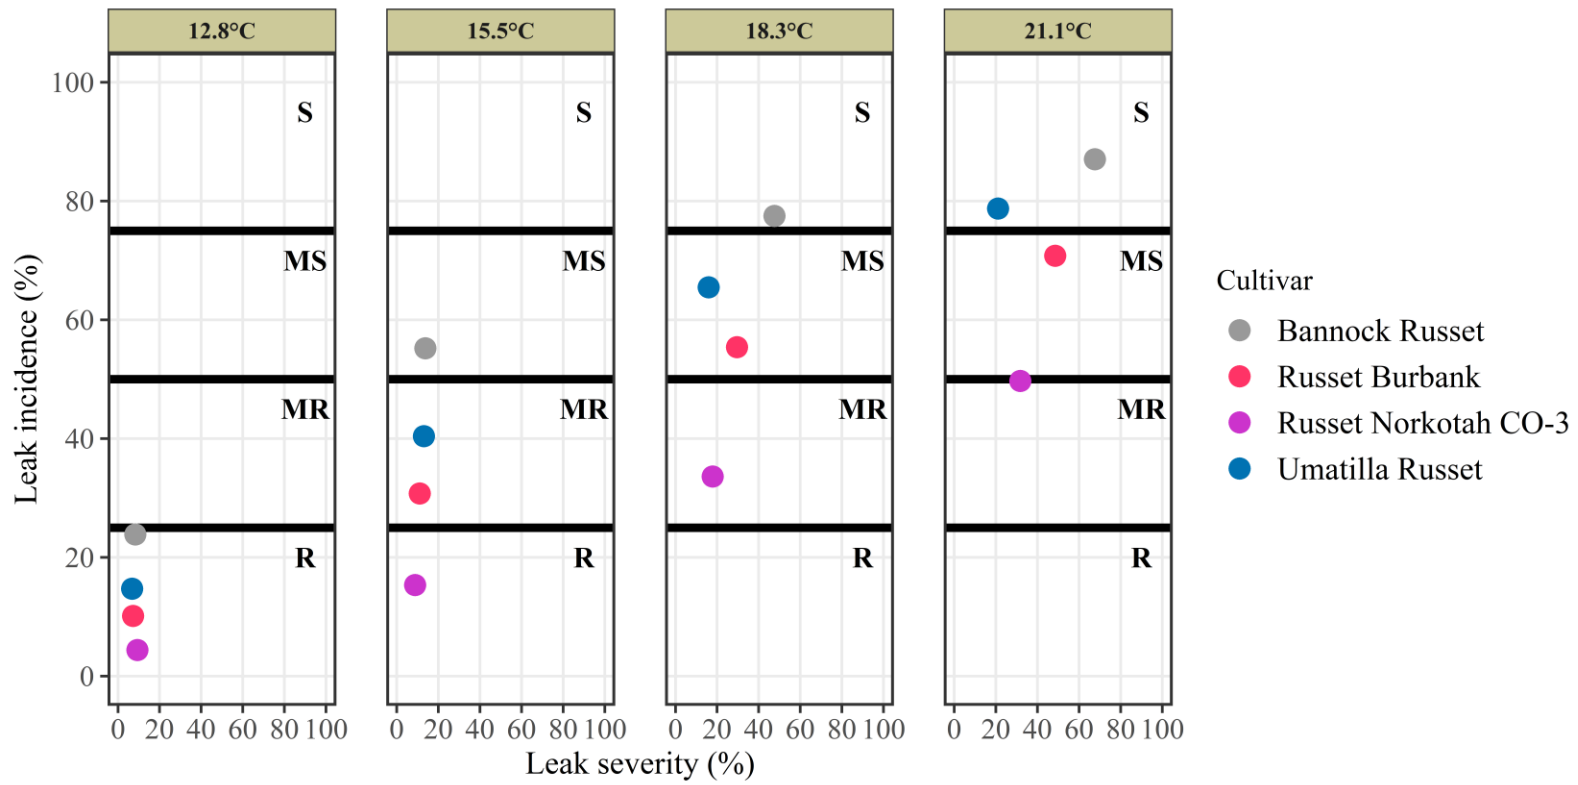 12.8°C 15.5°C 18.3°C 21.1°C
100
S S S S
80
MS MS MS MS
60
MR MR MR MR
40
R R R R
20
0
Leak incidence (%)
0 20 40 60 80 100 0 20 40 60 80 100 0 20 40 60 80 100 0 20 40 60 80 100
Leak severity (%)
Cultivar
Bannock Russet
Russet Burbank
Russet Norkotah CO-3
Umatilla Russet